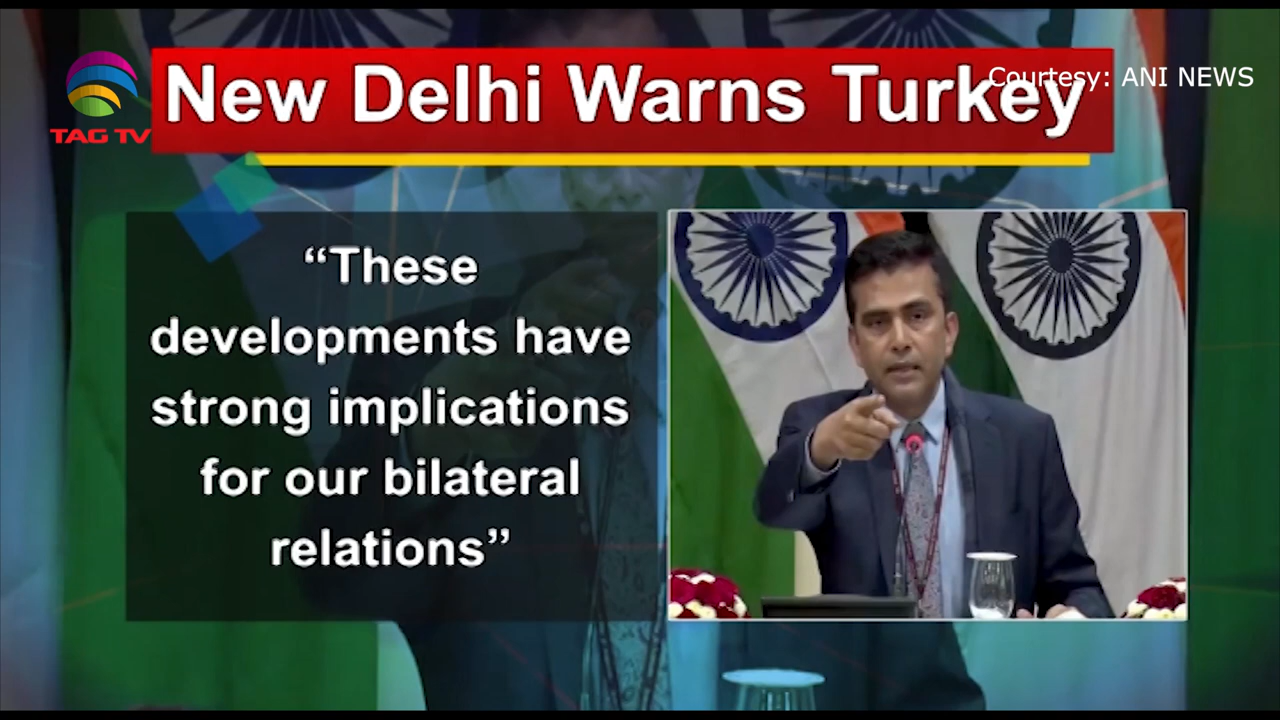 New Delhi Warns Turkey
Courtesy: ANI NEWS
TAG TV
“These
developments have
strong implications
for our bilateral
relations”